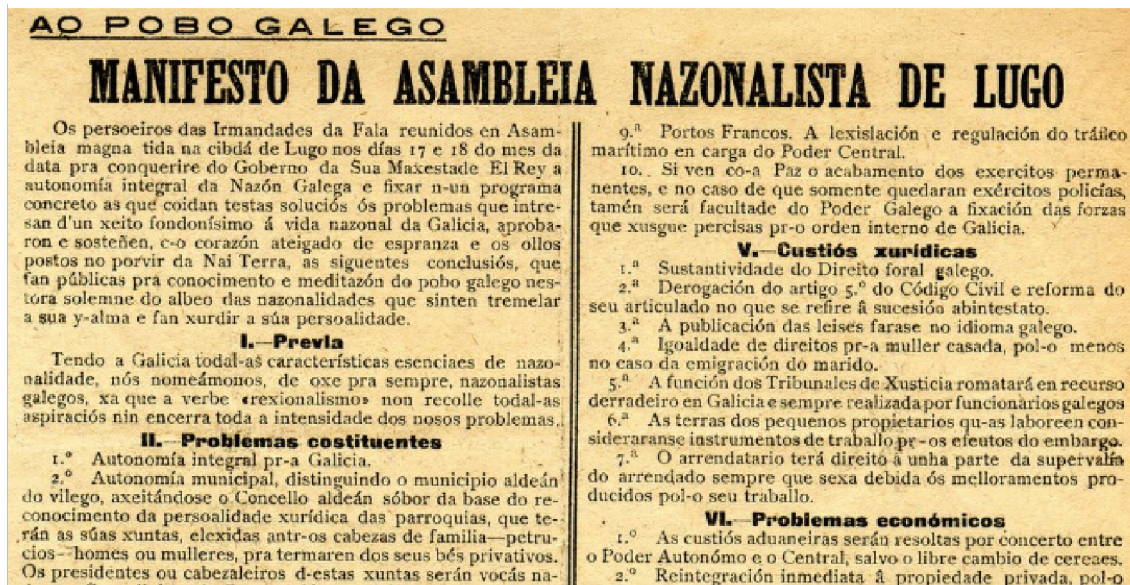 AO POBO GALEGO
MANIFESTO DA ASAMBLEIA NAZONALISTA DE LUGO
Os persoeiros das Irmandades da Fala reunidos en Asam-
bleia magna tida na cibdá de Lugo nos días 17 e 18 do mes da
data pra conquerire do Goberno da Sua Maxestade El Rey a
autonomía integral da Nazón Galega e fixar n-un programa
concreto as que coidan testas soluciós ós problemas que intre-
san d'un xeito fondonísimo á vida nazonal da Galicia, aproba-
ron e sosteñen, c-o corazón ateigado de espranza e os ollos
postos no porvir da Nai Terra, as siguentes conclusiós, que
fan públicas pra conocimento e meditazón do pobo galego nes-
tora solemne do albeo das nazonalidades que sinten tremelar
a sua y-alma e fan xurdir a súa persoalidade.
I.—Previa
Tendo a Galicia todal-as características esenciaes de nazo-
nalidade, nós nomeámonos, de oxe pra sempre, nazonalistas
galegos, xa que a verbe «rexionalismo» non recolle todal-as
aspiraciós nin encerra toda a intensidade dos nosos problemas.
II.—Problemas costituentes
1.º Autonomía integral pr-a Galicia.
2.º Autonomía municipal, distinguindo o municipio aldeán
do vilego, axeitándose o Concello aldeán sóbor da base do re-
conocimento da persoalidade xurídica das parroquias, que te-
rán as súas xuntas, elexidas antr-os cabezas de familia—petru-
cios—homes ou mulleres, pra termaren dos seus bés privativos.
Os presidentes ou cabezaleiros d-estas xuntas serán vocás na-
9.ª Portos Francos. A lexislación e regulación do tráfico
marítimo en carga do Poder Central.
10. Si ven co-a Paz o acabamento dos exercitos perma-
nentes, e no caso de que somente quedaran exércitos policías,
tamén será facultade do Poder Galego a fixación das forzas
que xusgue percisas pr-o orden interno de Galicia.
V.—Custiós xurídicas
1.ª Sustantividade do Direito foral galego.
2.ª Derogación do artigo 5.º do Código Civil e reforma do
seu articulado no que se refire â sucesión abintestato.
3.ª A publicación das leises farase no idioma galego.
4.ª Igoaldade de direitos pr-a muller casada, pol-o menos
no caso da emigración do marido.
5.ª A función dos Tribunales de Xusticia romatará en recurso
derradeiro en Galicia e sempre realizada por funcionarios galegos
6.ª As terras dos pequenos propietarios qu-as laboreen con-
sideraranse instrumentos de traballo pr-os efeutos do embargo.
7.ª O arrendatario terá direito â unha parte da supervalía
do arrendado sempre que sexa debida ós melloramentos pro-
ducidos pol-o seu traballo.
VI.—Problemas económicos
1.º As custiós aduaneiras serán resoltas por concerto entre
o Poder Autonómo e o Central, salvo o libre cambio de cereaes.
2.º Reintegración inmediata â propiedade privada, pol-o